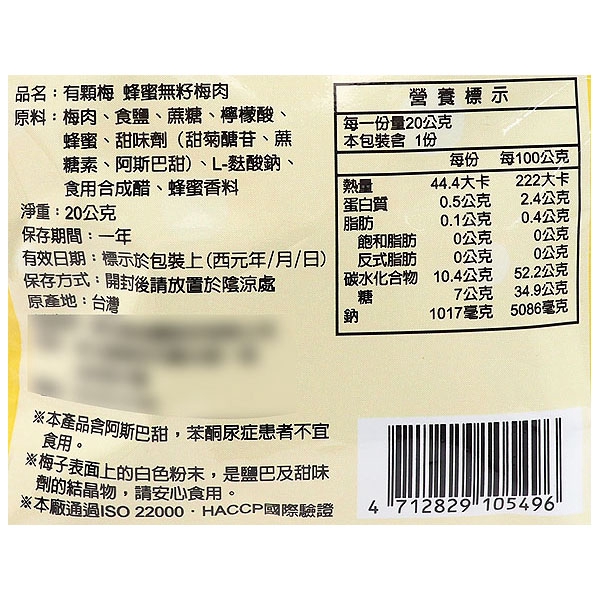 品名：有顆梅 蜂蜜無籽梅肉
原料：梅肉、食鹽、蔗糖、檸檬酸、
蜂蜜、甜味劑（甜菊醣苷、蔗
糖素、阿斯巴甜）、L-麩酸鈉、
食用合成醋、蜂蜜香料
淨重：20公克
保存期間：一年
有效日期：標示於包裝上(西元年/月/日)
保存方式：開封後請放置於陰涼處
原產地：台灣
※本產品含阿斯巴甜，苯酮尿症患者不宜
食用。
※梅子表面上的白色粉末，是鹽巴及甜味
劑的結晶物，請安心食用。
※本廠通過ISO 22000．HACCP國際驗證
營養標示
每一份量20公克
本包裝含 1份
每份 每100公克
熱量 44.4大卡 222大卡
蛋白質 0.5公克 2.4公克
脂肪 0.1公克 0.4公克
飽和脂肪 0公克 0公克
反式脂肪 0公克 0公克
碳水化合物 10.4公克 52.2公克
糖 7公克 34.9公克
鈉 1017毫克 5086毫克
4 712829 105496